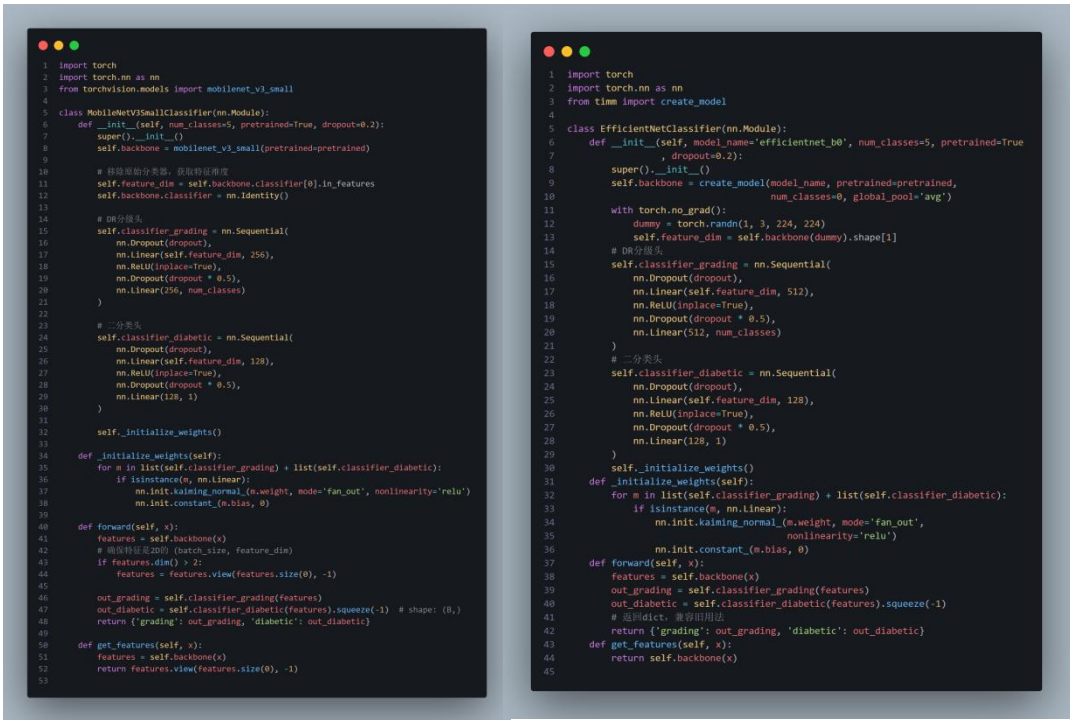 1 import torch
2 import torch.nn as nn
3 from torchvision.models import mobilenet_v3_small
4
5 class MobileNetV3SmallClassifier(nn.Module):
6     def __init__(self, num_classes=5, pretrained=True, dropout=0.2):
7         super().__init__()
8         self.backbone = mobilenet_v3_small(pretrained=pretrained)
9
10         # 移除原始分类器，获取特征维度
11         self.feature_dim = self.backbone.classifier[0].in_features
12         self.backbone.classifier = nn.Identity()
13
14         # DR分级头
15         self.classifier_grading = nn.Sequential(
16             nn.Dropout(dropout),
17             nn.Linear(self.feature_dim, 256),
18             nn.ReLU(inplace=True),
19             nn.Dropout(dropout * 0.5),
20             nn.Linear(256, num_classes)
21         )
22
23         # 二分类头
24         self.classifier_diabetic = nn.Sequential(
25             nn.Dropout(dropout),
26             nn.Linear(self.feature_dim, 128),
27             nn.ReLU(inplace=True),
28             nn.Dropout(dropout * 0.5),
29             nn.Linear(128, 1)
30         )
31
32         self._initialize_weights()
33
34     def _initialize_weights(self):
35         for m in list(self.classifier_grading) + list(self.classifier_diabetic):
36             if isinstance(m, nn.Linear):
37                 nn.init.kaiming_normal_(m.weight, mode='fan_out', nonlinearity='relu')
38                 nn.init.constant_(m.bias, 0)
39
40     def forward(self, x):
41         features = self.backbone(x)
42         # 确保特征是2D的 (batch_size, feature_dim)
43         if features.dim() > 2:
44             features = features.view(features.size(0), -1)
45
46         out_grading = self.classifier_grading(features)
47         out_diabetic = self.classifier_diabetic(features).squeeze(-1)  # shape: (B,)
48         return {'grading': out_grading, 'diabetic': out_diabetic}
49
50     def get_features(self, x):
51         features = self.backbone(x)
52         return features.view(features.size(0), -1)
53
1 import torch
2 import torch.nn as nn
3 from timm import create_model
4
5 class EfficientNetClassifier(nn.Module):
6     def __init__(self, model_name='efficientnet_b0', num_classes=5, pretrained=True
7             , dropout=0.2):
8         super().__init__()
9         self.backbone = create_model(model_name, pretrained=pretrained,
10                                      num_classes=0, global_pool='avg')
11         with torch.no_grad():
12             dummy = torch.randn(1, 3, 224, 224)
13             self.feature_dim = self.backbone(dummy).shape[1]
14         # DR分级头
15         self.classifier_grading = nn.Sequential(
16             nn.Dropout(dropout),
17             nn.Linear(self.feature_dim, 512),
18             nn.ReLU(inplace=True),
19             nn.Dropout(dropout * 0.5),
20             nn.Linear(512, num_classes)
21         )
22         # 二分类头
23         self.classifier_diabetic = nn.Sequential(
24             nn.Dropout(dropout),
25             nn.Linear(self.feature_dim, 128),
26             nn.ReLU(inplace=True),
27             nn.Dropout(dropout * 0.5),
28             nn.Linear(128, 1)
29         )
30         self._initialize_weights()
31     def _initialize_weights(self):
32         for m in list(self.classifier_grading) + list(self.classifier_diabetic):
33             if isinstance(m, nn.Linear):
34                 nn.init.kaiming_normal_(m.weight, mode='fan_out',
35                                         nonlinearity='relu')
36                 nn.init.constant_(m.bias, 0)
37     def forward(self, x):
38         features = self.backbone(x)
39         out_grading = self.classifier_grading(features)
40         out_diabetic = self.classifier_diabetic(features).squeeze(-1)
41         # 返回dict，兼容旧用法
42         return {'grading': out_grading, 'diabetic': out_diabetic}
43     def get_features(self, x):
44         return self.backbone(x)
45